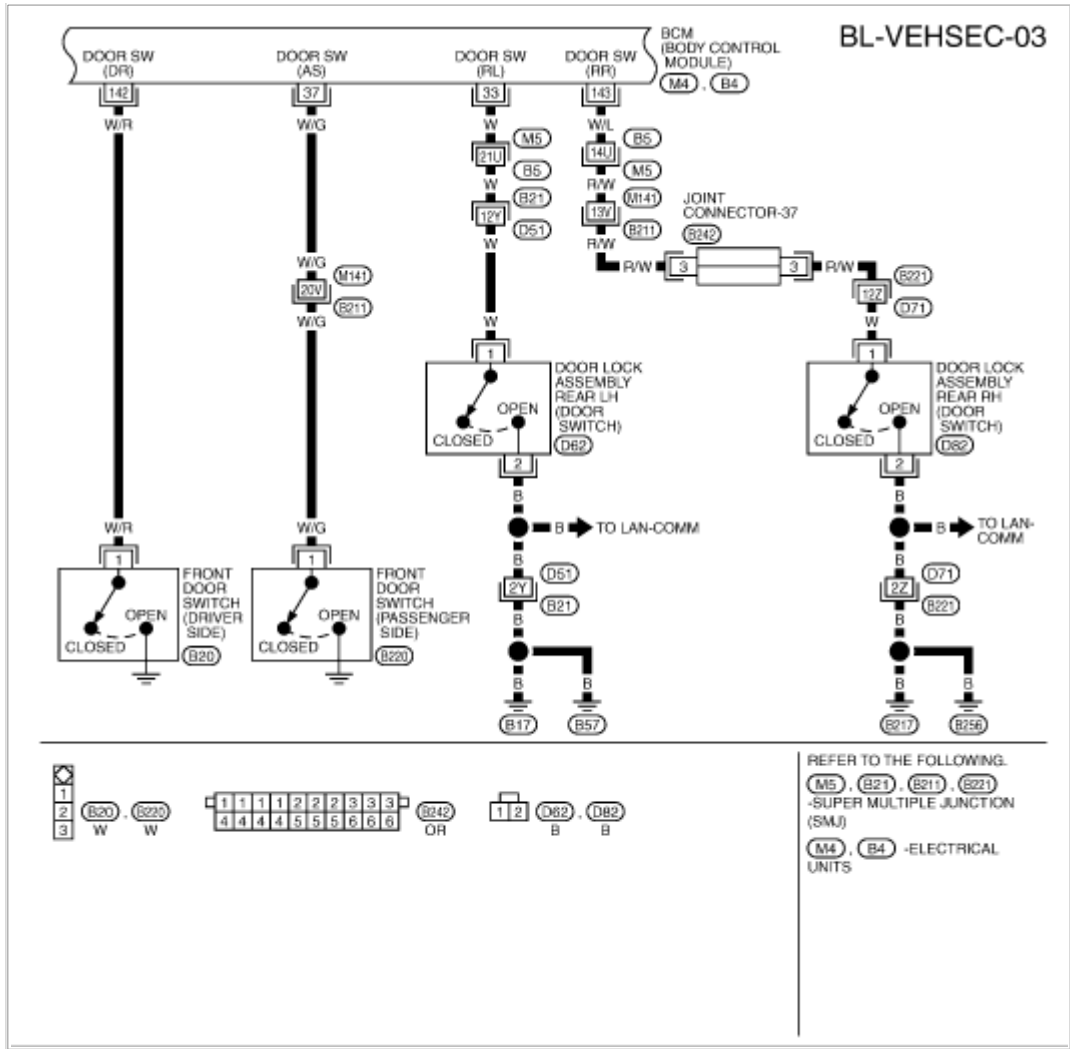 BL-VEHSEC-03
BCM
(BODY CONTROL
MODULE)
M4 , B4
DOOR SW
(DR)
DOOR SW
(AS)
DOOR SW
(RL)
DOOR SW
(RR)
142
37
33
143
W/R
W/G
W
W/L
21U
M5
B5
14U
B5
M5
W
R/W
12Y
B21
D51
13V
M141
B211
W
R/W
JOINT
CONNECTOR-37
B242
R/W
3
3
R/W
W/G
20V
M141
B211
W/G
12Z
B221
D71
W
W
1
DOOR LOCK
ASSEMBLY
REAR LH
(DOOR
SWITCH)
D62
OPEN
CLOSED
2
1
DOOR LOCK
ASSEMBLY
REAR RH
(DOOR
SWITCH)
D82
OPEN
CLOSED
2
B
B
B
TO LAN-COMM
B
TO LAN-
COMM
W/R
W/G
B
B
1
FRONT
DOOR
SWITCH
(DRIVER
SIDE)
B20
OPEN
CLOSED
1
FRONT
DOOR
SWITCH
(PASSENGER
SIDE)
B220
OPEN
CLOSED
2Y
D51
B21
2Z
D71
B221
B
B
B
B
B
B
B17
B57
B217
B256
1
2
3
B20 , B220
W W
1 1 1 1 2 2 2 3 3 3
4 4 4 4 5 5 5 6 6 6
B242
OR
1 2
D62 , D82
B B
REFER TO THE FOLLOWING.
M5 , B21 , B211 , B221
-SUPER MULTIPLE JUNCTION
(SMJ)
M4 , B4 -ELECTRICAL
UNITS